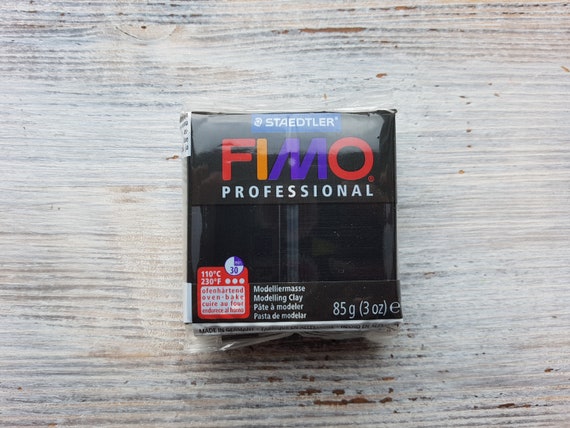 STAEDTLER
FIMO®
PROFESSIONAL
110°C
230°F
30
ofenhärtend
oven-bake
cuire au four
endurece al horno
Modelliermasse
Modelling Clay
Pâte à modeler
Pasta de modelar
85 g (3 oz) e
MADE IN GERMANY